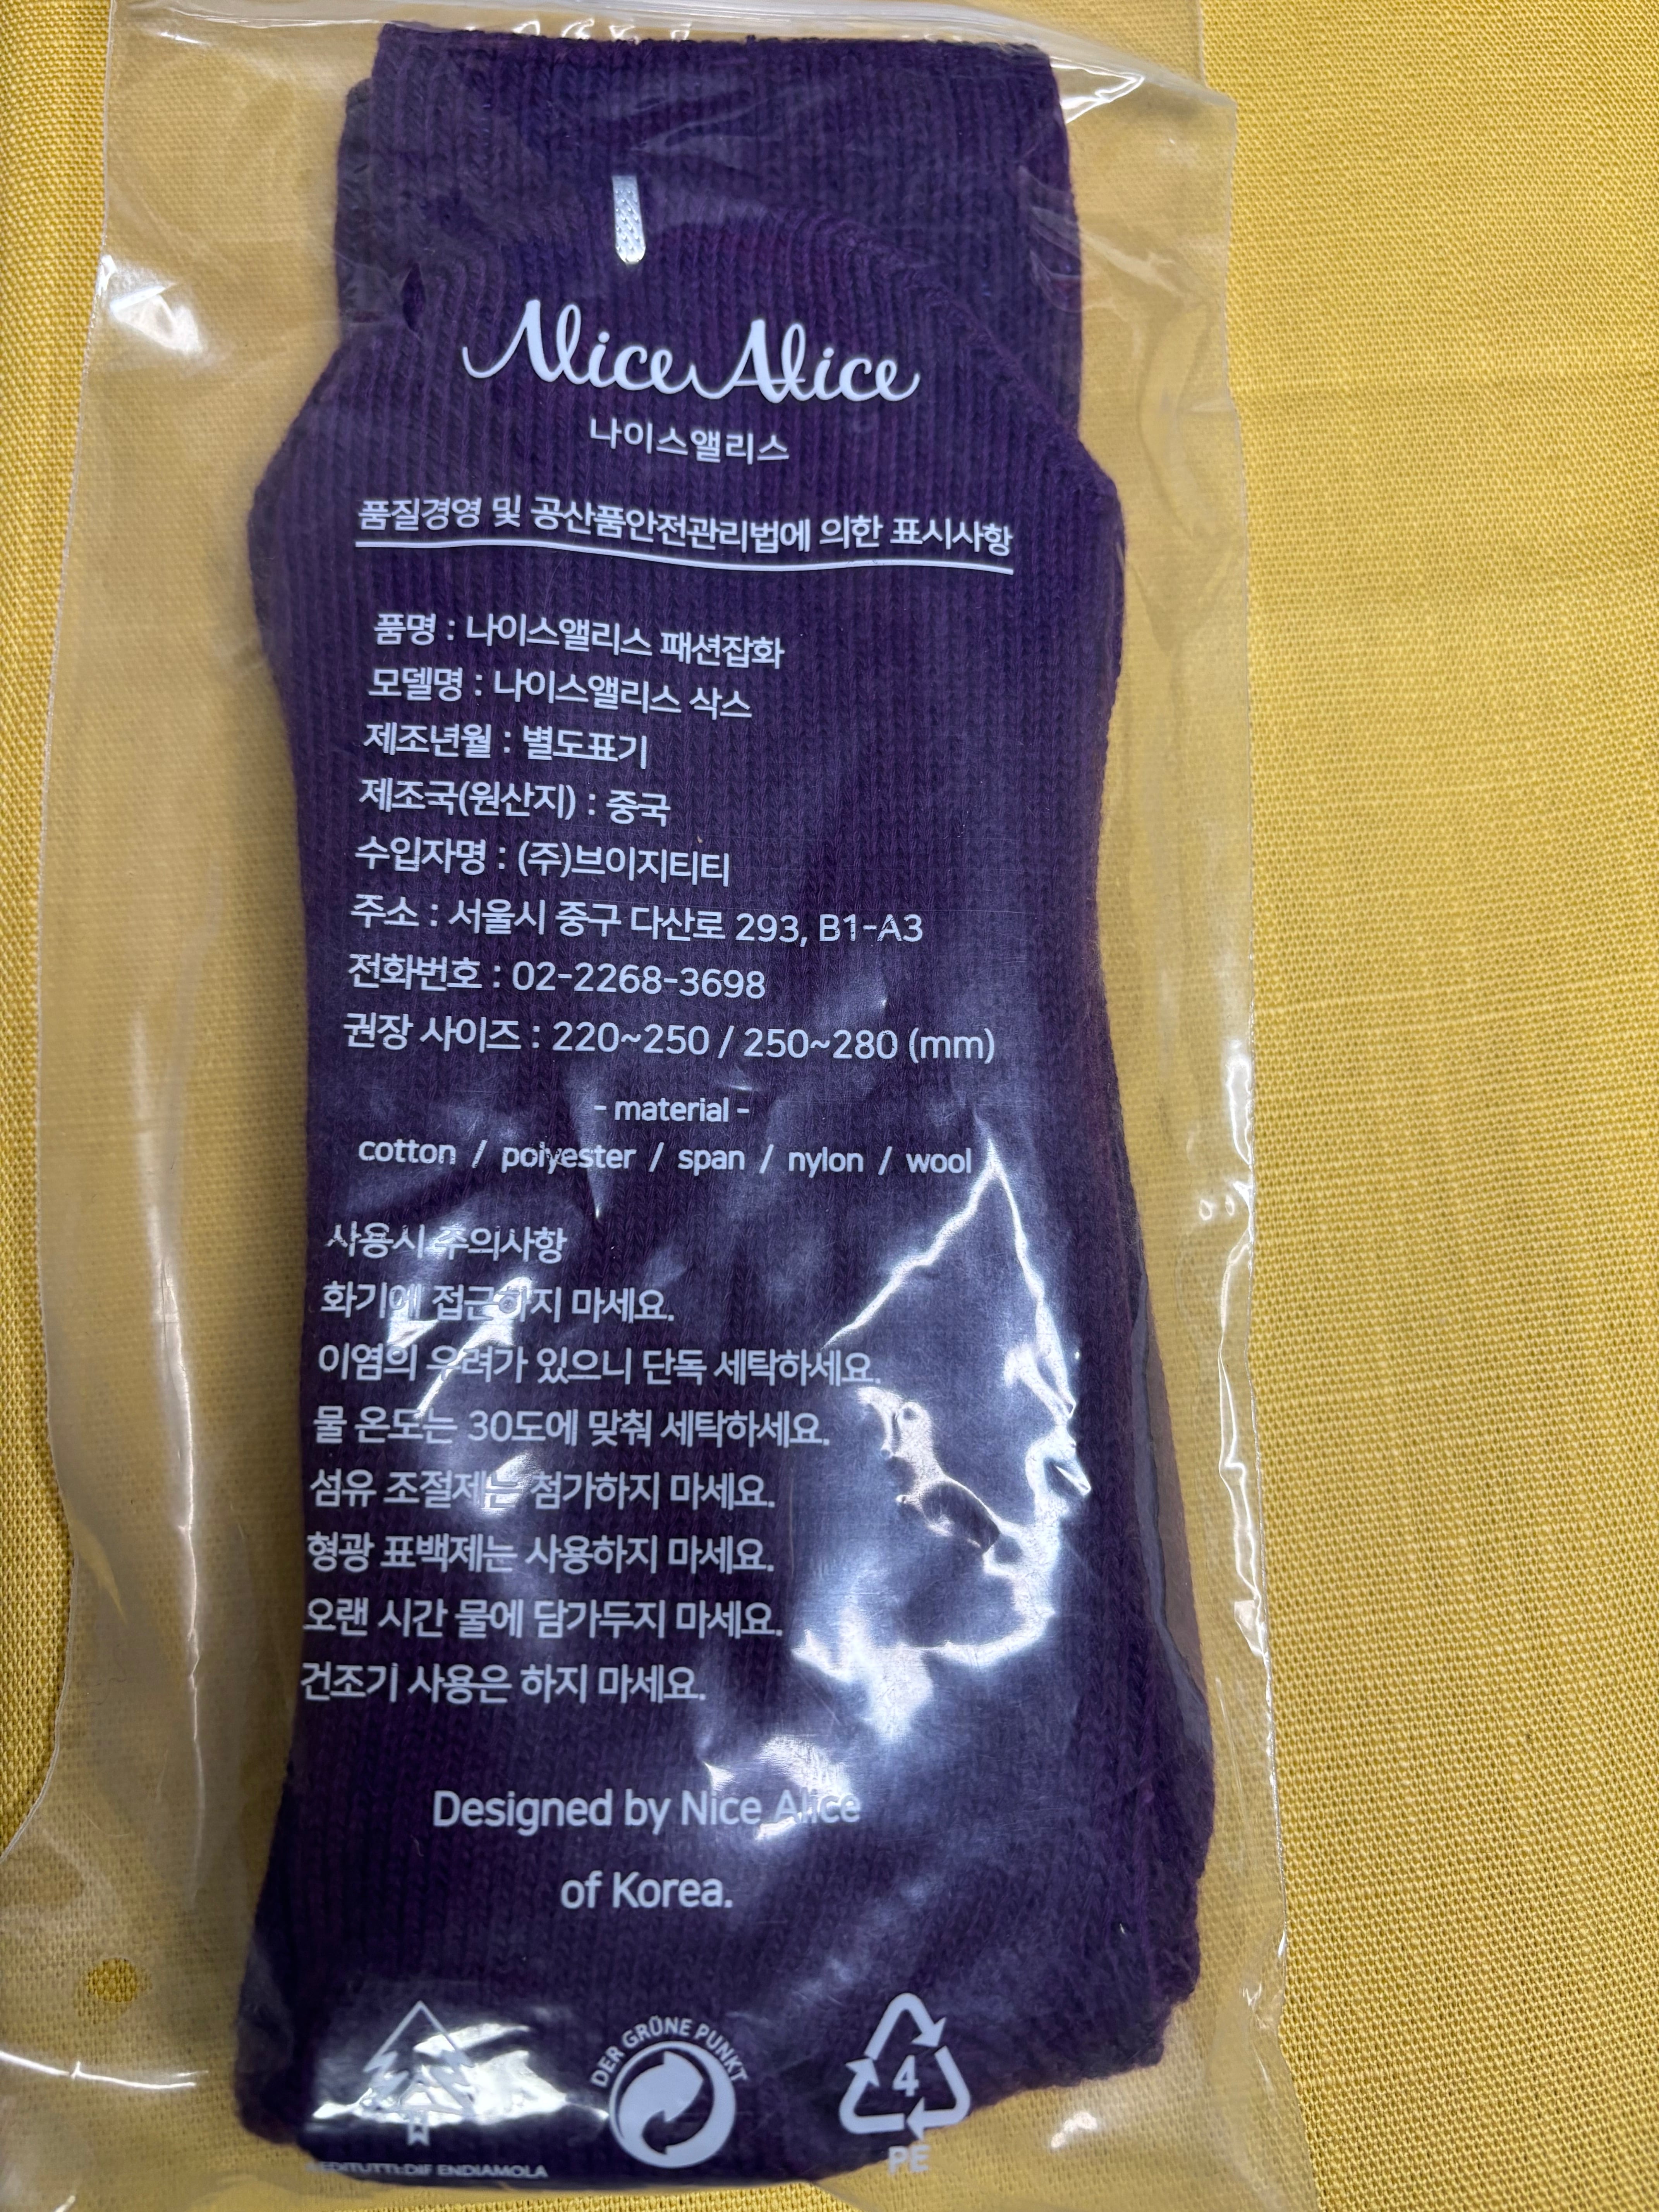 Nice Alice
나이스앨리스
품질경영 및 공산품안전관리법에 의한 표시사항
품명 : 나이스앨리스 패션잡화
모델명 : 나이스앨리스 삭스
제조년월 : 별도표기
제조국(원산지) : 중국
수입자명 : (주)브이지티티
주소 : 서울시 중구 다산로 293, B1-A3
전화번호 : 02-2268-3698
권장 사이즈 : 220~250 / 250~280 (mm)
- material -
cotton / polyester / span / nylon / wool
사용시 주의사항
화기에 접근하지 마세요.
이염의 우려가 있으니 단독 세탁하세요.
물 온도는 30도에 맞춰 세탁하세요.
섬유 조절제는 첨가하지 마세요.
형광 표백제는 사용하지 마세요.
오랜 시간 물에 담가두지 마세요.
건조기 사용은 하지 마세요.
Designed by Nice Alice
of Korea.
DER GRÜNE PUNKT
4
PE
ENDIAMOLA